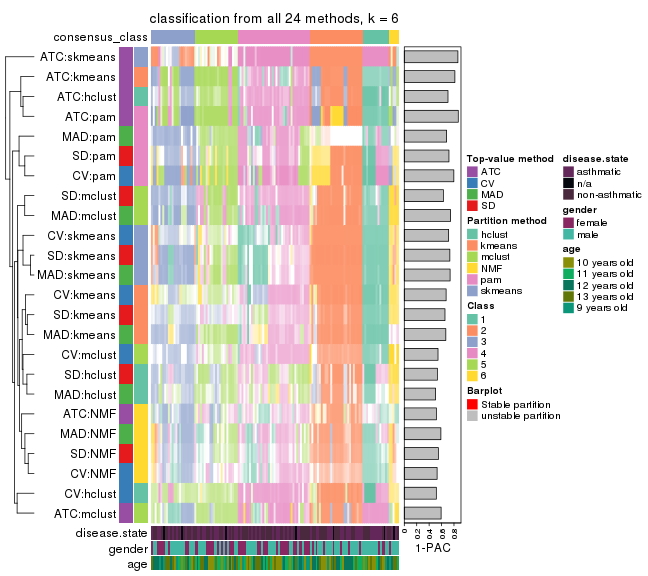 classification from all 24 methods, k = 6
consensus_class
ATC:skmeans
ATC:kmeans
ATC:hclust
ATC:pam
MAD:pam
SD:pam
CV:pam
SD:mclust
MAD:mclust
CV:skmeans
SD:skmeans
MAD:skmeans
CV:kmeans
SD:kmeans
MAD:kmeans
CV:mclust
SD:hclust
MAD:hclust
ATC:NMF
MAD:NMF
SD:NMF
CV:NMF
CV:hclust
ATC:mclust
disease.state
gender
age
0 0.2 0.4 0.6 0.8
1-PAC
Top-value method
ATC
CV
MAD
SD
Partition method
hclust
kmeans
mclust
NMF
pam
skmeans
Class
1
2
3
4
5
6
Barplot
Stable partition
unstable partition
disease.state
asthmatic
n/a
non-asthmatic
gender
female
male
age
10 years old
11 years old
12 years old
13 years old
9 years old